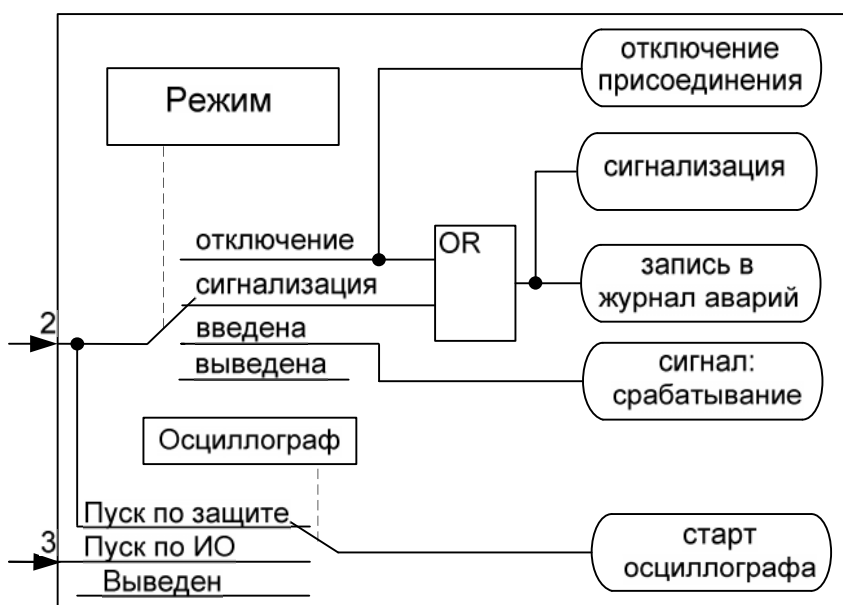 отключение
присоединения
Режим
сигнализация
отключение
OR
сигнализация
запись в
журнал аварий
2
введена
выведена
сигнал:
срабатывание
Осциллограф
Пуск по защите
3
Пуск по ИО
Выведен
старт
осциллографа